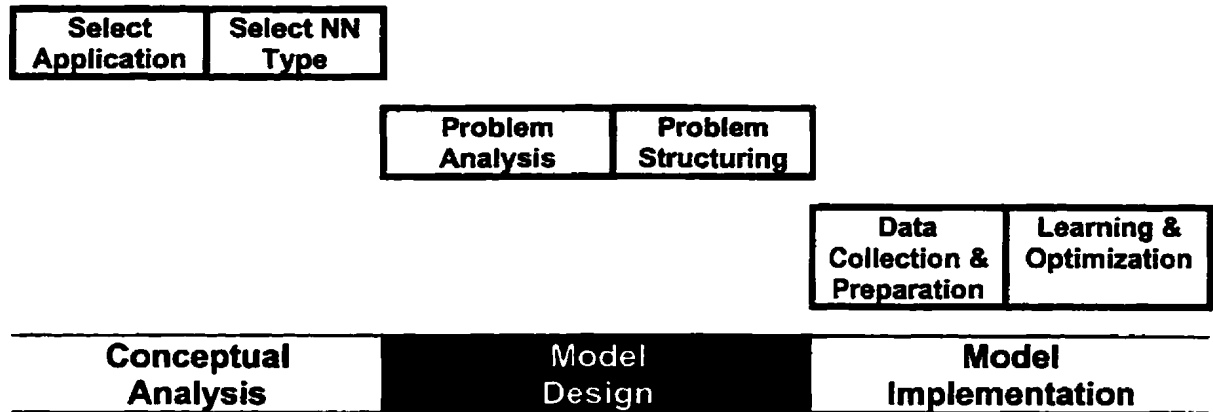 Select
Application
Select NN
Type
Problem
Analysis
Problem
Structuring
Data
Collection &
Preparation
Learning &
Optimization
Conceptual
Analysis
Model
Design
Model
Implementation